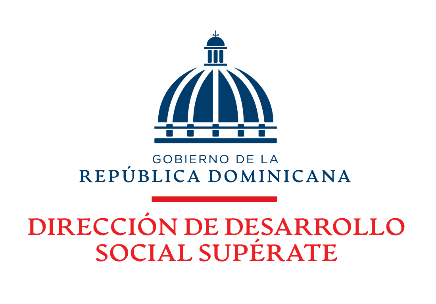 GOBIERNO DE LA
REPÚBLICA DOMINICANA
DIRECCIÓN DE DESARROLLO
SOCIAL SUPÉRATE